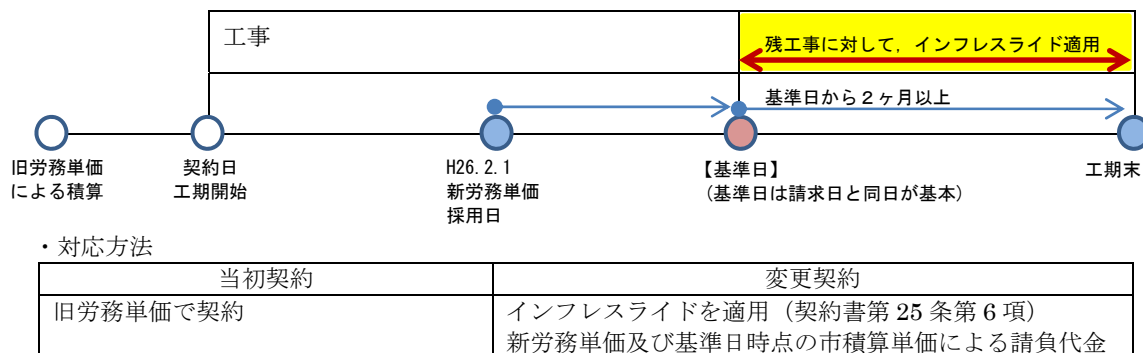 工事
残工事に対して，インフレスライド適用
基準日から２ヶ月以上
旧労務単価
による積算
契約日
工期開始
H26.2.1
新労務単価
採用日
【基準日】
（基準日は請求日と同日が基本）
工期末
・対応方法
当初契約
変更契約
旧労務単価で契約
インフレスライドを適用（契約書第 25 条第 6 項）
新労務単価及び基準日時点の市積算単価による請負代金